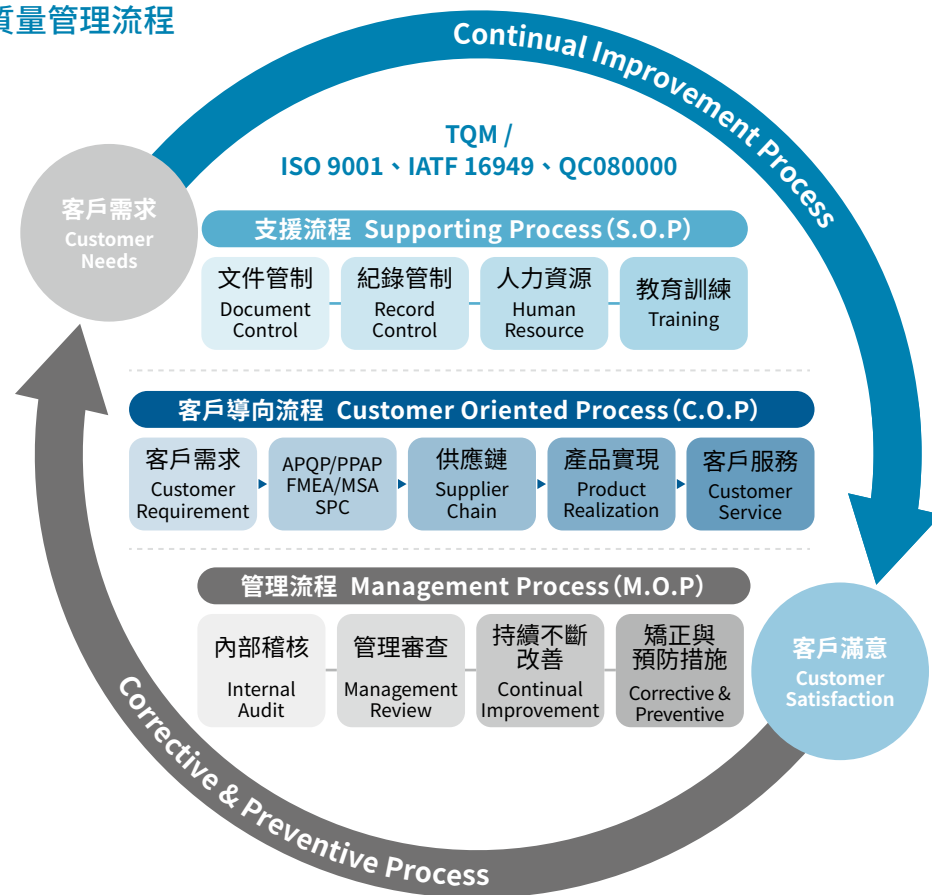 質量管理流程
Continual Improvement Process
TQM /
ISO 9001、IATF 16949、QC080000
客戶需求
Customer
Needs
支援流程 Supporting Process(S.O.P)
文件管制
Document
Control
紀錄管制
Record
Control
人力資源
Human
Resource
教育訓練
Training
客戶導向流程 Customer Oriented Process(C.O.P)
客戶需求
Customer
Requirement
APQP/PPAP
FMEA/MSA
SPC
供應鏈
Supplier
Chain
產品實現
Product
Realization
客戶服務
Customer
Service
管理流程 Management Process(M.O.P)
內部稽核
Internal
Audit
管理審查
Management
Review
持續不斷
改善
Continual
Improvement
矯正與
預防措施
Corrective &
Preventive
客戶滿意
Customer
Satisfaction
Corrective & Preventive Process